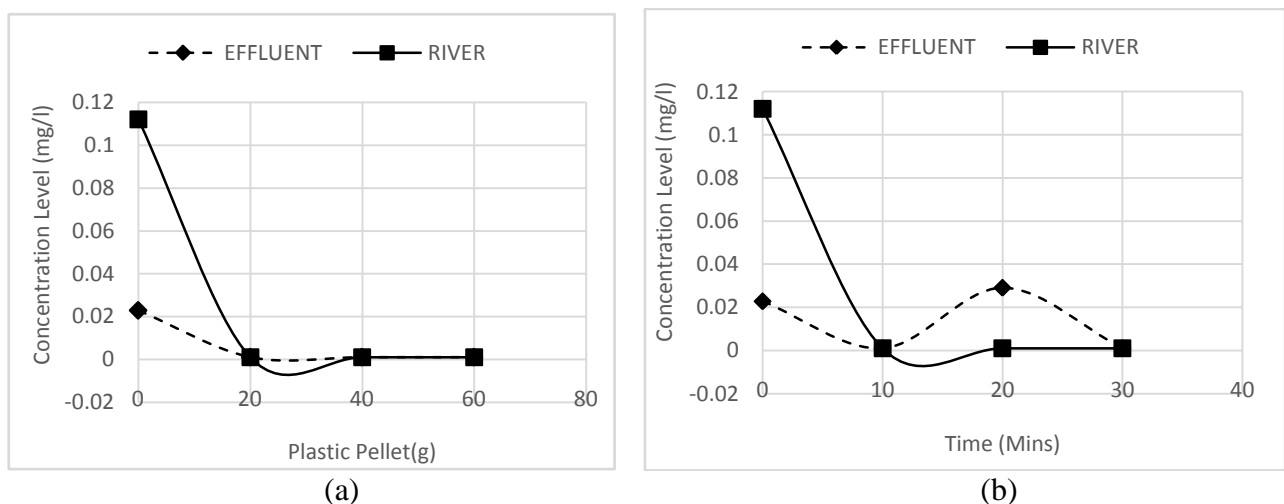 EFFLUENT RIVER
Concentration Level (mg/l)
0.12
0.1
0.08
0.06
0.04
0.02
0
-0.02
0 20 40 60 80
Plastic Pellet(g)
(a)
EFFLUENT RIVER
Concentration Level (mg/l)
0.12
0.1
0.08
0.06
0.04
0.02
0
-0.02
0 10 20 30 40
Time (Mins)
(b)